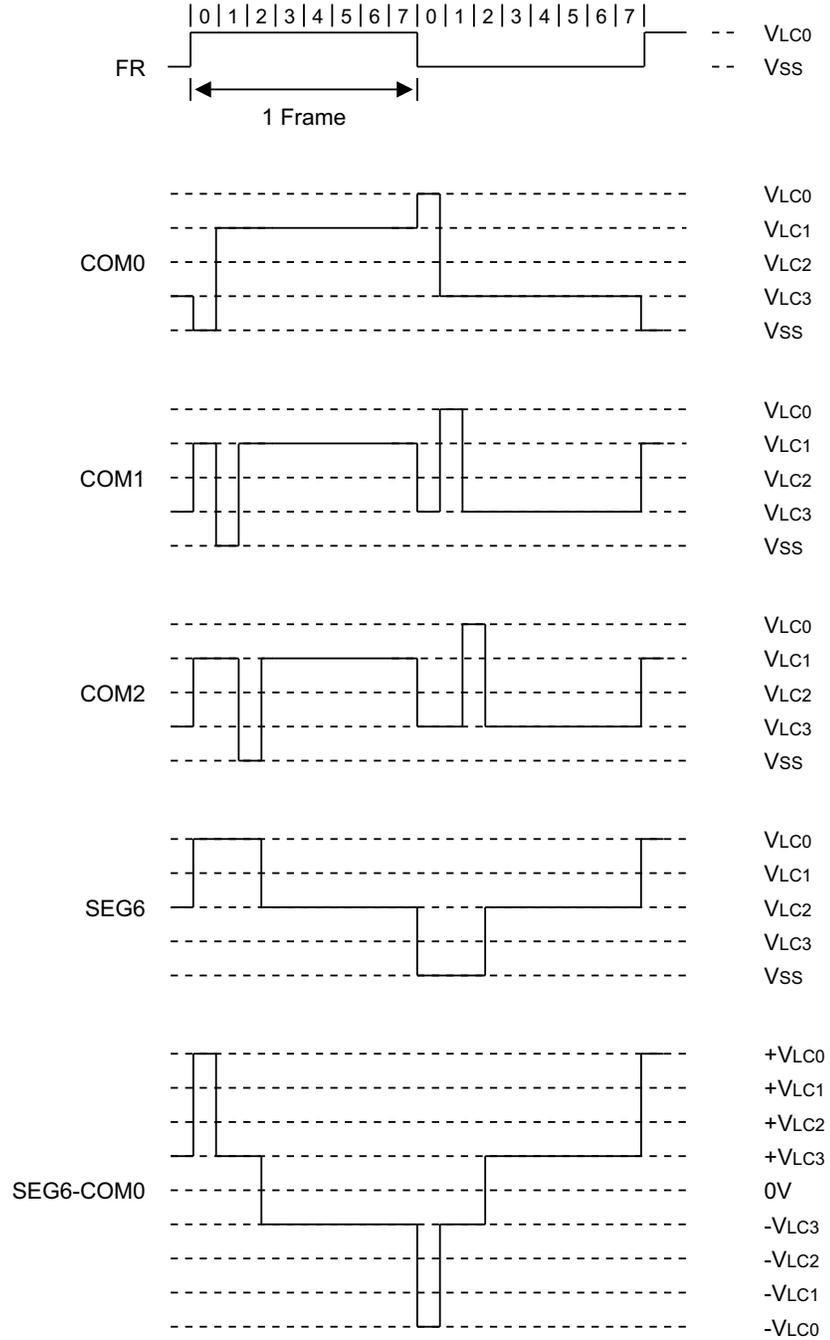 | 0 | 1 | 2 | 3 | 4 | 5 | 6 | 7 | 0 | 1 | 2 | 3 | 4 | 5 | 6 | 7 |
FR
VLC0
VSS
1 Frame
COM0
VLC0
VLC1
VLC2
VLC3
VSS
COM1
VLC0
VLC1
VLC2
VLC3
VSS
COM2
VLC0
VLC1
VLC2
VLC3
VSS
SEG6
VLC0
VLC1
VLC2
VLC3
VSS
SEG6-COM0
+VLC0
+VLC1
+VLC2
+VLC3
0V
-VLC3
-VLC2
-VLC1
-VLC0